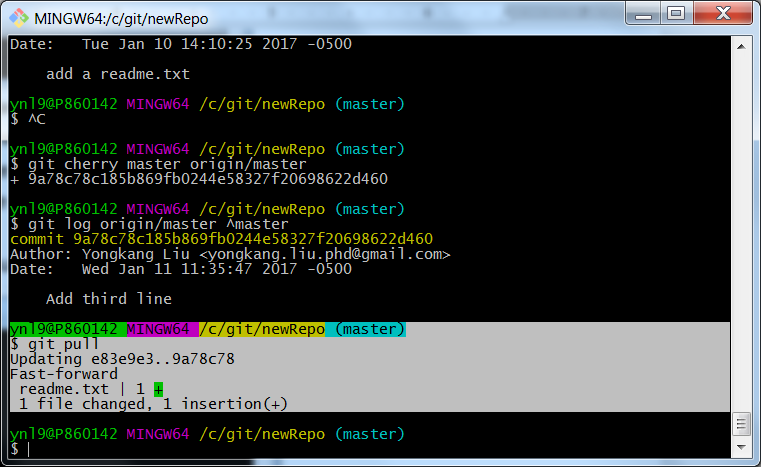 MINGW64:/c/git/newRepo
Date:   Tue Jan 10 14:10:25 2017 -0500
    add a readme.txt
ynl9@P860142 MINGW64 /c/git/newRepo (master)
$ ^C
ynl9@P860142 MINGW64 /c/git/newRepo (master)
$ git cherry master origin/master
+ 9a78c78c185b869fb0244e58327f20698622d460
ynl9@P860142 MINGW64 /c/git/newRepo (master)
$ git log origin/master ^master
commit 9a78c78c185b869fb0244e58327f20698622d460
Author: Yongkang Liu <yongkang.liu.phd@gmail.com>
Date:   Wed Jan 11 11:35:47 2017 -0500
    Add third line
ynl9@P860142 MINGW64 /c/git/newRepo (master)
$ git pull
Updating e83e9e3..9a78c78
Fast-forward
 readme.txt | 1 +
 1 file changed, 1 insertion(+)
ynl9@P860142 MINGW64 /c/git/newRepo (master)
$